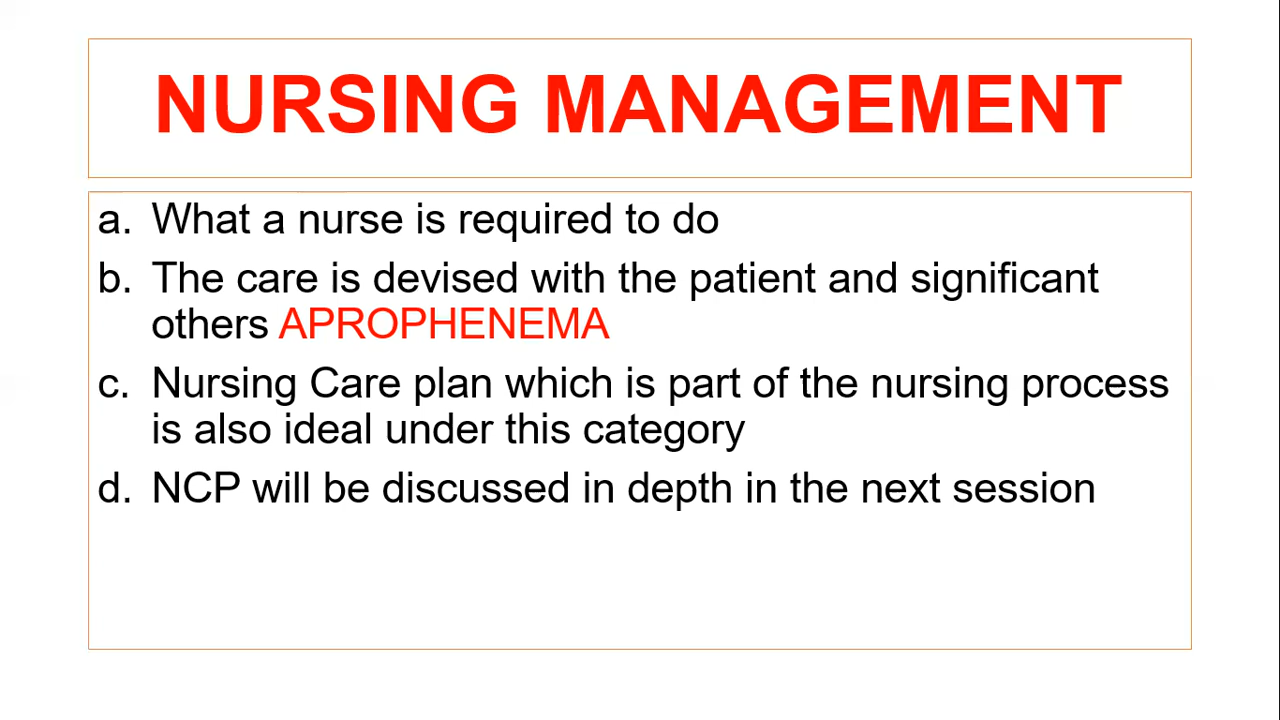 NURSING MANAGEMENT
a. What a nurse is required to do
b. The care is devised with the patient and significant
others APROPHENEMA
c. Nursing Care plan which is part of the nursing process
is also ideal under this category
d. NCP will be discussed in depth in the next session